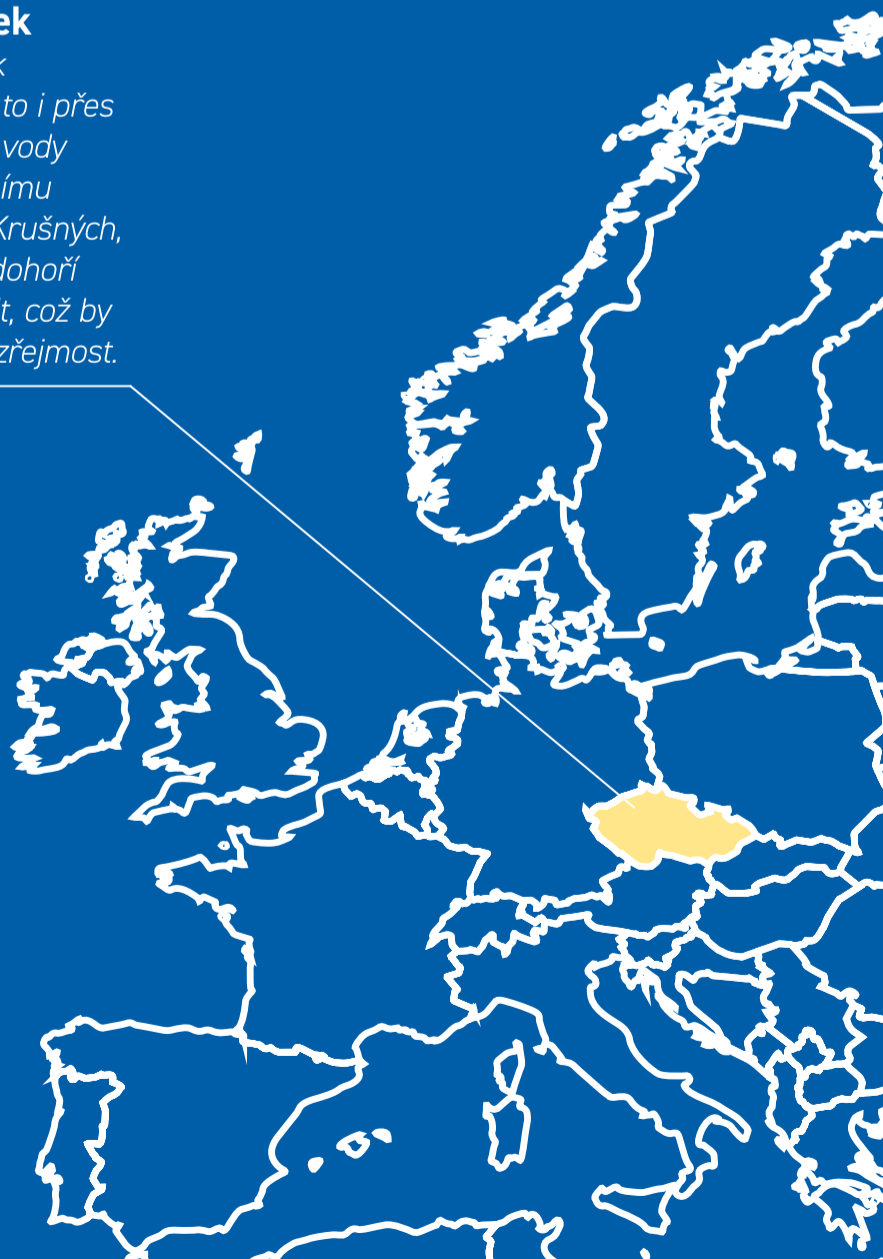 ek
k
to i přes
vody
ímu
Krušných,
dohoří
t, což by
zřejmost.